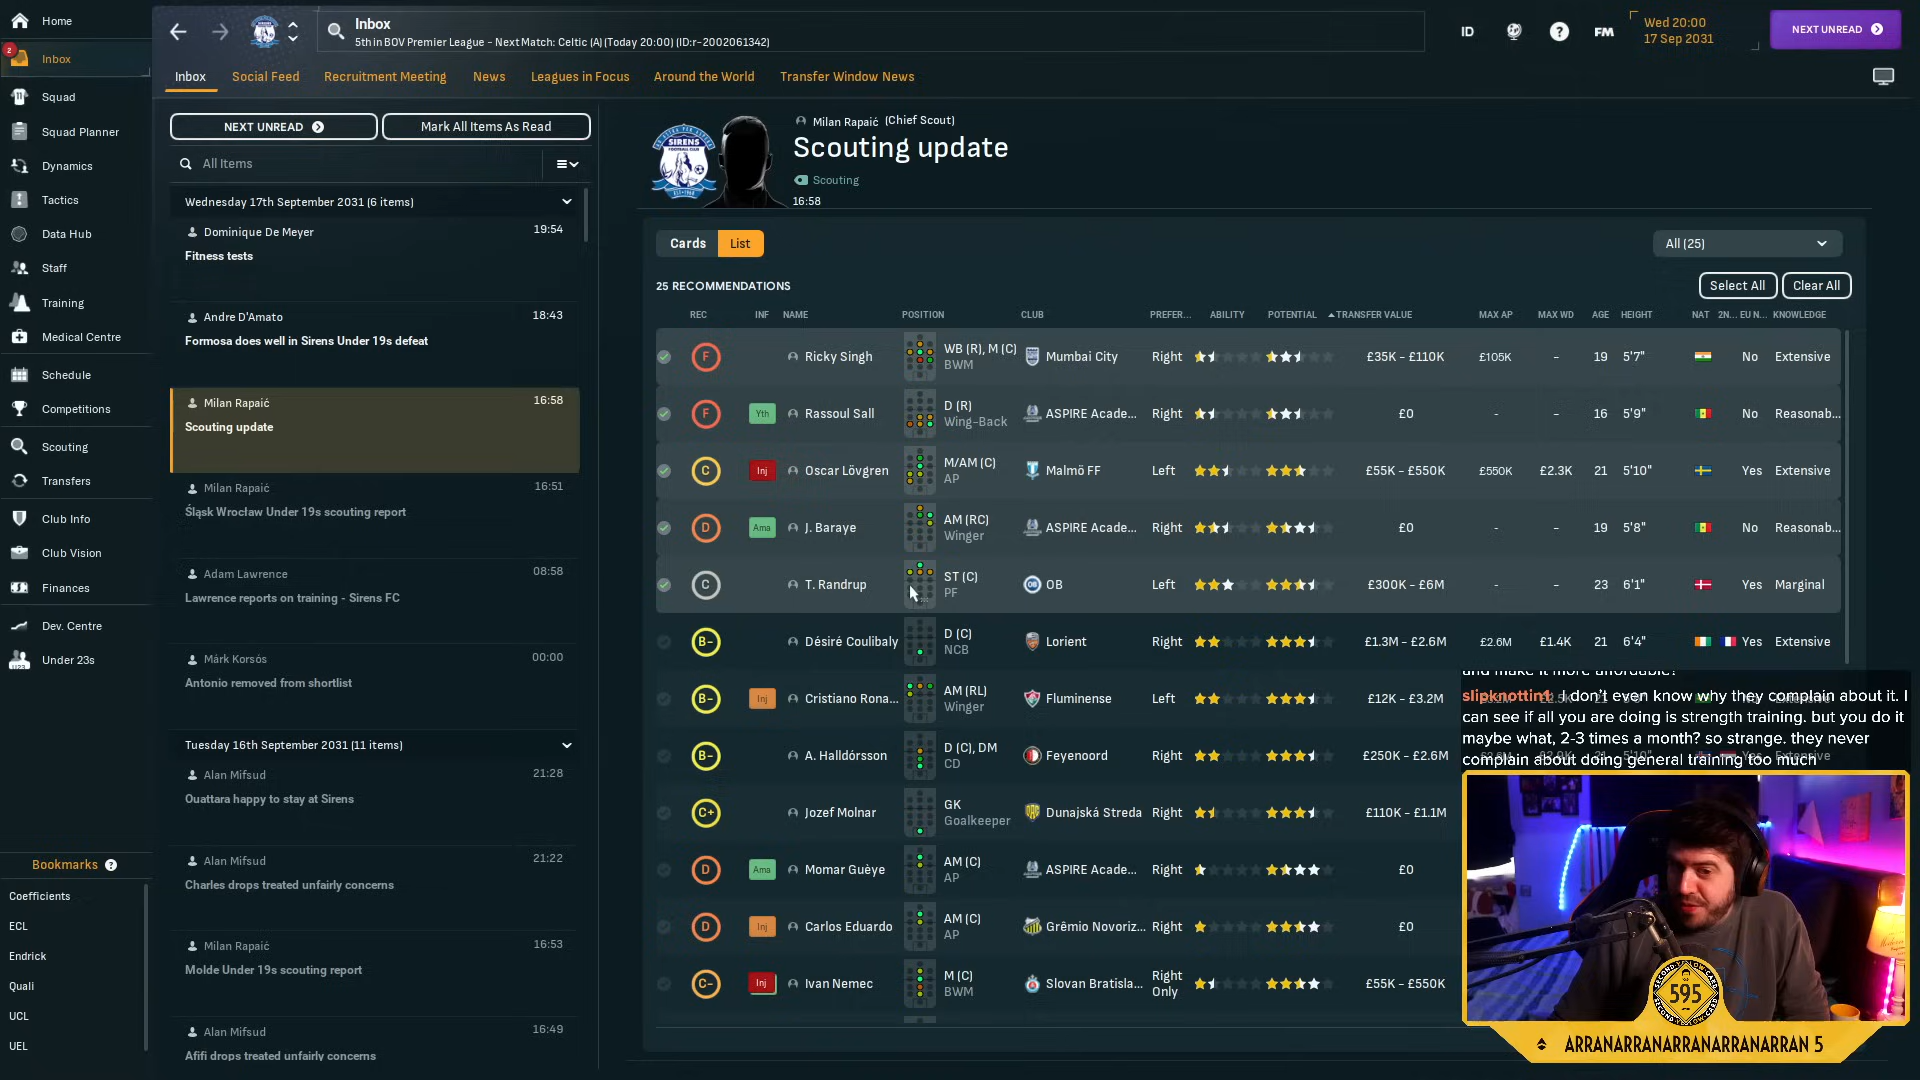 Home
2
Inbox
Squad
Squad Planner
Dynamics
Tactics
Data Hub
Staff
Training
Medical Centre
Schedule
Competitions
Scouting
Transfers
Club Info
Club Vision
Finances
Dev. Centre
Under 23s
Bookmarks ?
Coefficients
ECL
Endrick
Quali
UCL
UEL
Inbox
5th in BOV Premier League - Next Match: Celtic (A) (Today 20:00) (ID:r-2002061342)
ID ? FM
Wed 20:00
17 Sep 2031
NEXT UNREAD
Inbox Social Feed Recruitment Meeting News Leagues in Focus Around the World Transfer Window News
NEXT UNREAD Mark All Items As Read
All Items
Wednesday 17th September 2031 (6 items)
Dominique De Meyer 19:54
Fitness tests
Andre D'Amato 18:43
Formosa does well in Sirens Under 19s defeat
Milan Rapaić 16:58
Scouting update
Milan Rapaić 16:51
Śląsk Wrocław Under 19s scouting report
Adam Lawrence 08:58
Lawrence reports on training - Sirens FC
Márk Korsós 00:00
Antonio removed from shortlist
Tuesday 16th September 2031 (11 items)
Alan Mifsud 21:28
Ouattara happy to stay at Sirens
Alan Mifsud 21:22
Charles drops treated unfairly concerns
Milan Rapaić 16:53
Molde Under 19s scouting report
Alan Mifsud 16:49
Afifi drops treated unfairly concerns
SIRENS
Milan Rapaić (Chief Scout)
Scouting update
Scouting
16:58
Cards List
All (25)
25 RECOMMENDATIONS
Select All Clear All
REC INF NAME POSITION CLUB PREFER... ABILITY POTENTIAL TRANSFER VALUE MAX AP MAX WD AGE HEIGHT NAT 2N... EU N... KNOWLEDGE
F Ricky Singh WB (R), M (C) BWM Mumbai City Right £35K - £110K £105K - 19 5'7" No Extensive
F Yth Rassoul Sall D (R) Wing-Back ASPIRE Acade... Right £0 - - 16 5'9" No Reasonab...
C Inj Oscar Lövgren M/AM (C) AP Malmö FF Left £55K - £550K £550K £2.3K 21 5'10" Yes Extensive
D Ama J. Baraye AM (RC) Winger ASPIRE Acade... Right £0 - - 19 5'8" No Reasonab...
C T. Randrup ST (C) PF OB Left £300K - £6M - - 23 6'1" Yes Marginal
B- Désiré Coulibaly D (C) NCB Lorient Right £1.3M - £2.6M £2.6M £1.4K 21 6'4" Yes Extensive
B- Inj Cristiano Rona... AM (RL) Winger Fluminense Left £12K - £3.2M
B- A. Halldórsson D (C), DM CD Feyenoord Right £250K - £2.6M
C+ Jozef Molnar GK Goalkeeper Dunajská Streda Right £110K - £1.1M
D Ama Momar Guèye AM (C) AP ASPIRE Acade... Right £0
D Inj Carlos Eduardo AM (C) AP Grêmio Novoriz... Right £0
C- Inj Ivan Nemec M (C) BWM Slovan Bratisla... Right Only £55K - £550K
and make it more affordable?
slipknottin1: I don't even know why they complain about it. I
can see if all you are doing is strength training. but you do it
maybe what, 2-3 times a month? so strange. they never
complain about doing general training too much
SECOND YELLOW CARD
595
ARRANARRANARRANARRANARRAN 5